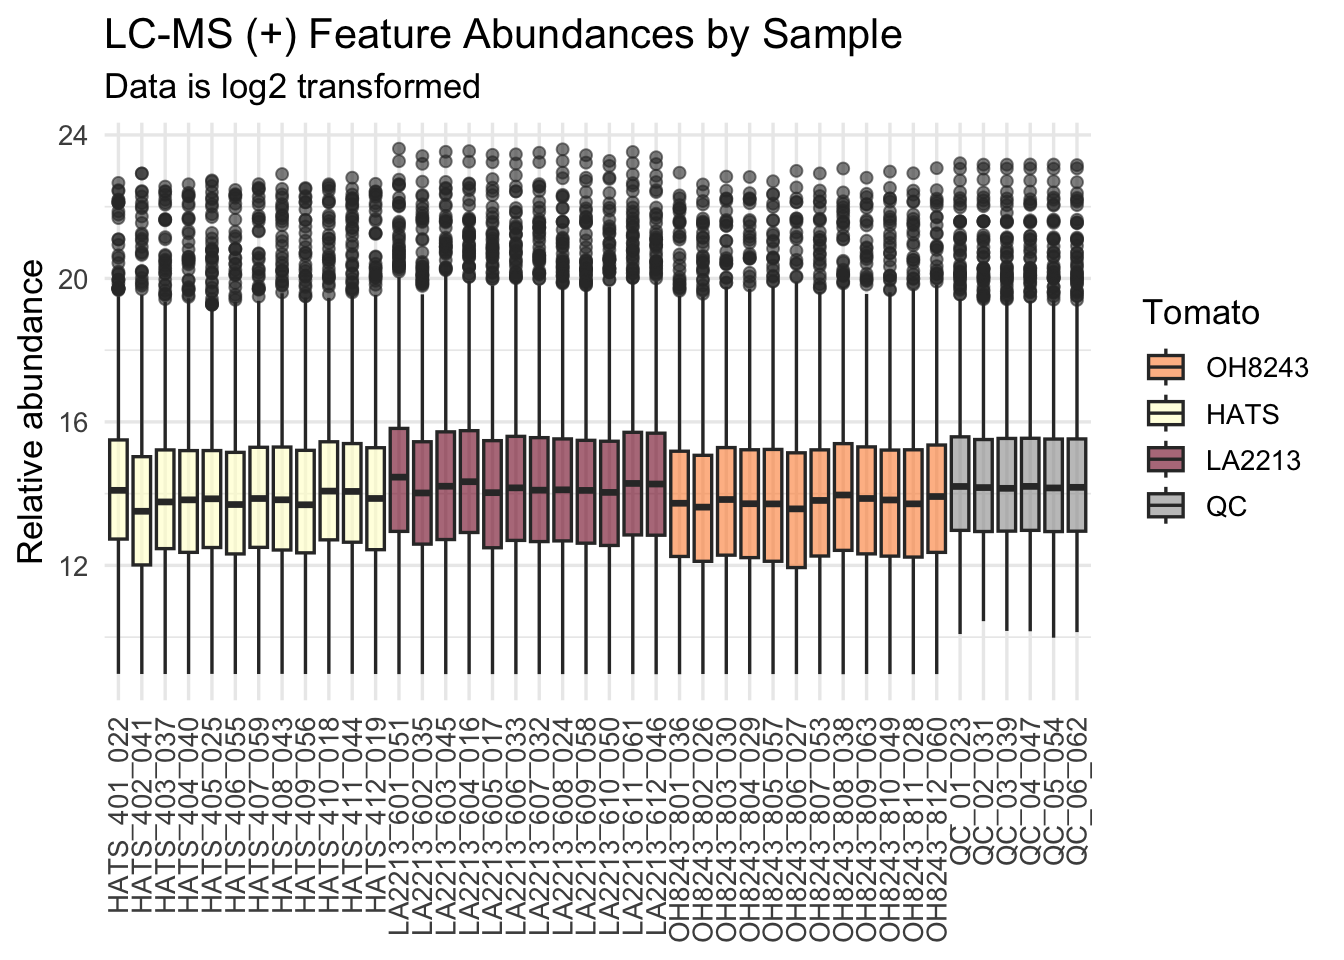 LC-MS (+) Feature Abundances by Sample
Data is log2 transformed
24
20
16
12
Relative abundance
HATS_401_022
HATS_402_041
HATS_403_037
HATS_404_040
HATS_405_025
HATS_406_055
HATS_407_059
HATS_408_043
HATS_409_056
HATS_410_018
HATS_411_044
HATS_412_019
LA2213_601_051
LA2213_602_035
LA2213_603_045
LA2213_604_016
LA2213_605_017
LA2213_606_033
LA2213_607_032
LA2213_608_024
LA2213_609_058
LA2213_610_050
LA2213_611_061
LA2213_612_046
OH8243_801_036
OH8243_802_026
OH8243_803_030
OH8243_804_029
OH8243_805_057
OH8243_806_027
OH8243_807_053
OH8243_808_038
OH8243_809_063
OH8243_810_049
OH8243_811_028
OH8243_812_060
QC_01_023
QC_02_031
QC_03_039
QC_04_047
QC_05_054
QC_06_062
Tomato
OH8243
HATS
LA2213
QC